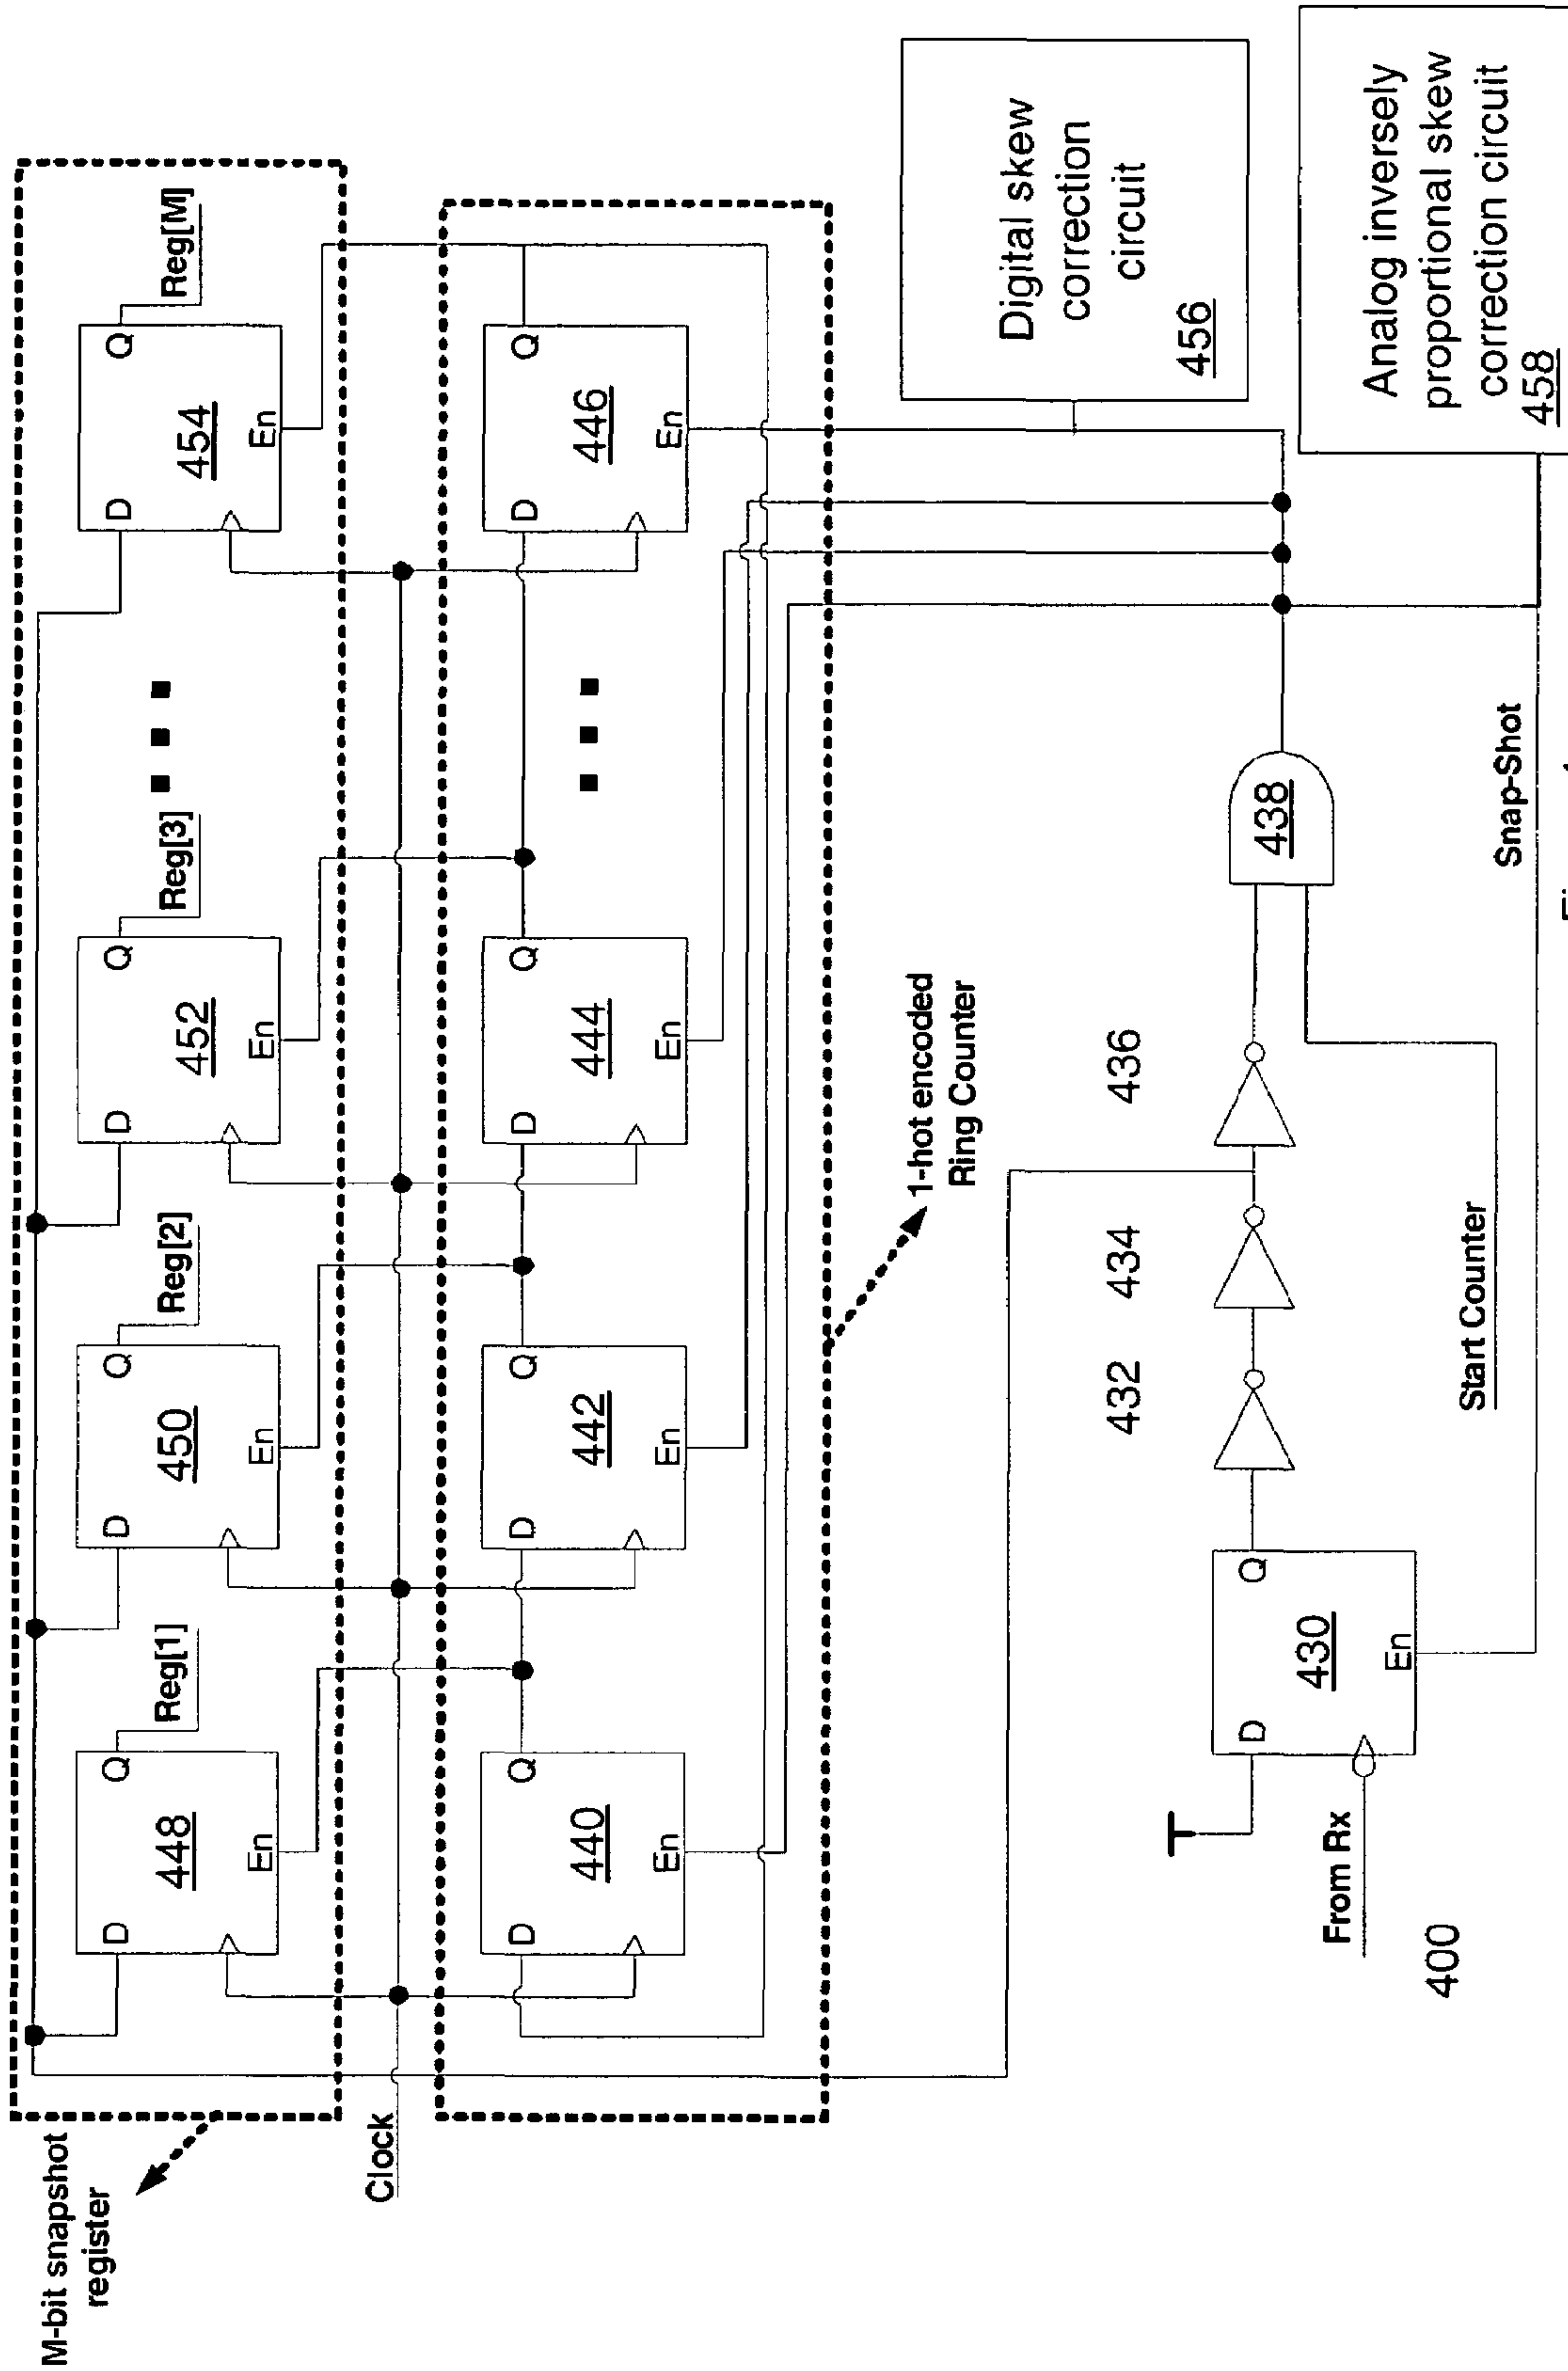 M-bit snapshot
register
D
Q
448
En
Reg[1]
D
Q
450
En
Reg[2]
D
Q
452
En
Reg[3]
D
Q
454
En
Reg[M]
Clock
D
Q
440
En
D
Q
442
En
D
Q
444
En
D
Q
446
En
1-hot encoded
Ring Counter
Digital skew
correction
circuit
456
Analog inversely
proportional skew
correction circuit
458
From Rx
400
D
Q
430
En
432
434
436
438
Start Counter
Snap-Shot